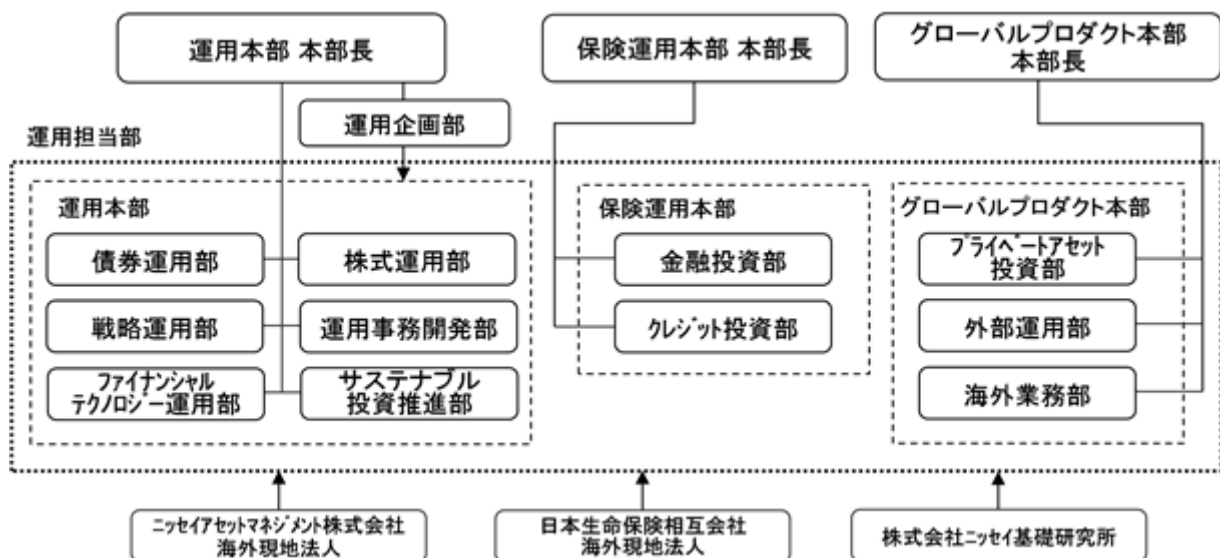 運用本部 本部長
保険運用本部 本部長
グローバルプロダクト本部
本部長
運用企画部
運用担当部
運用本部
債券運用部
株式運用部
戦略運用部
運用事務開発部
ファイナンシャル
テクノロジー運用部
サステナブル
投資推進部
保険運用本部
金融投資部
クレジット投資部
グローバルプロダクト本部
プライベートアセット
投資部
外部運用部
海外業務部
ニッセイアセットマネジメント株式会社
海外現地法人
日本生命保険相互会社
海外現地法人
株式会社ニッセイ基礎研究所